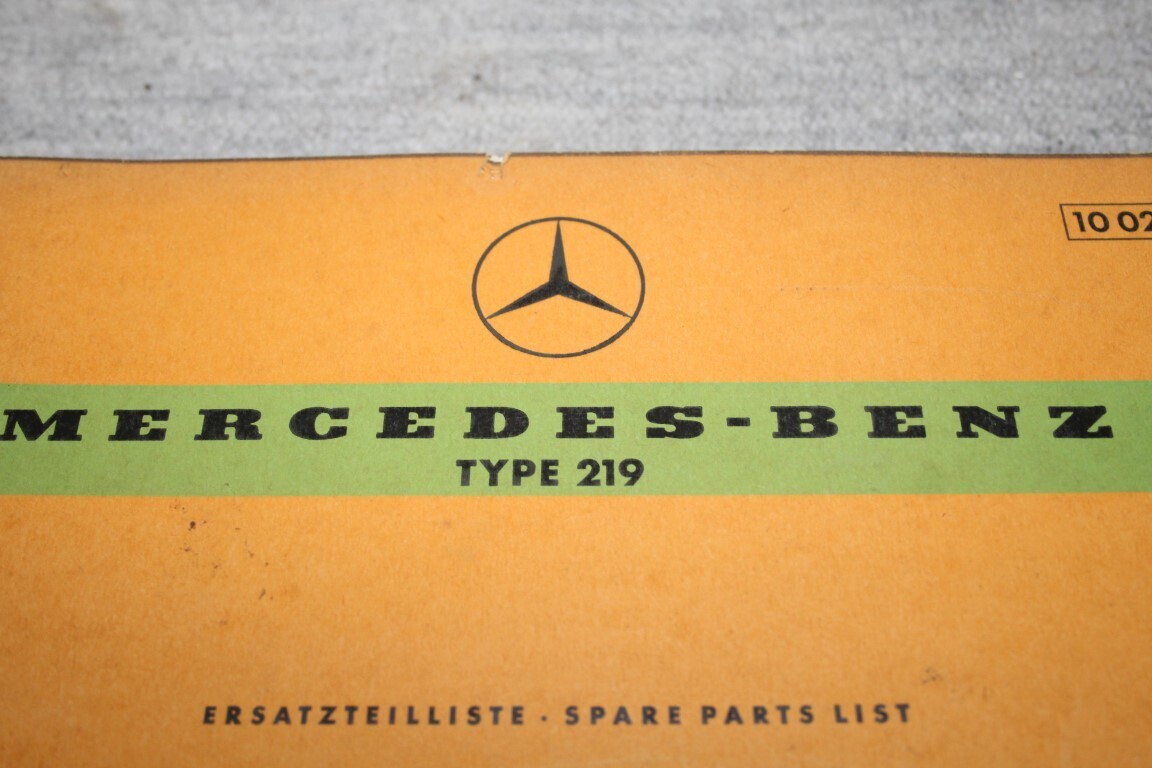 10 02
MERCEDES-BENZ
TYPE 219
ERSATZTEILLISTE · SPARE PARTS LIST